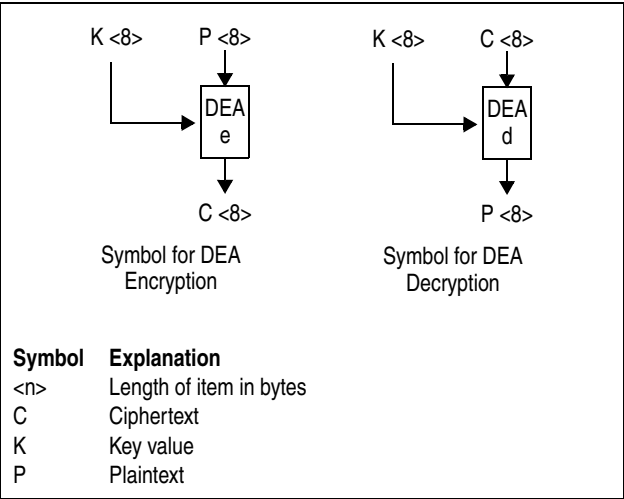 K <8> P <8> K <8> C <8>
DEA DEA
e d
C <8> P <8>
Symbol for DEA Symbol for DEA
Encryption Decryption
Symbol Explanation
<n> Length of item in bytes
C Ciphertext
K Key value
P Plaintext